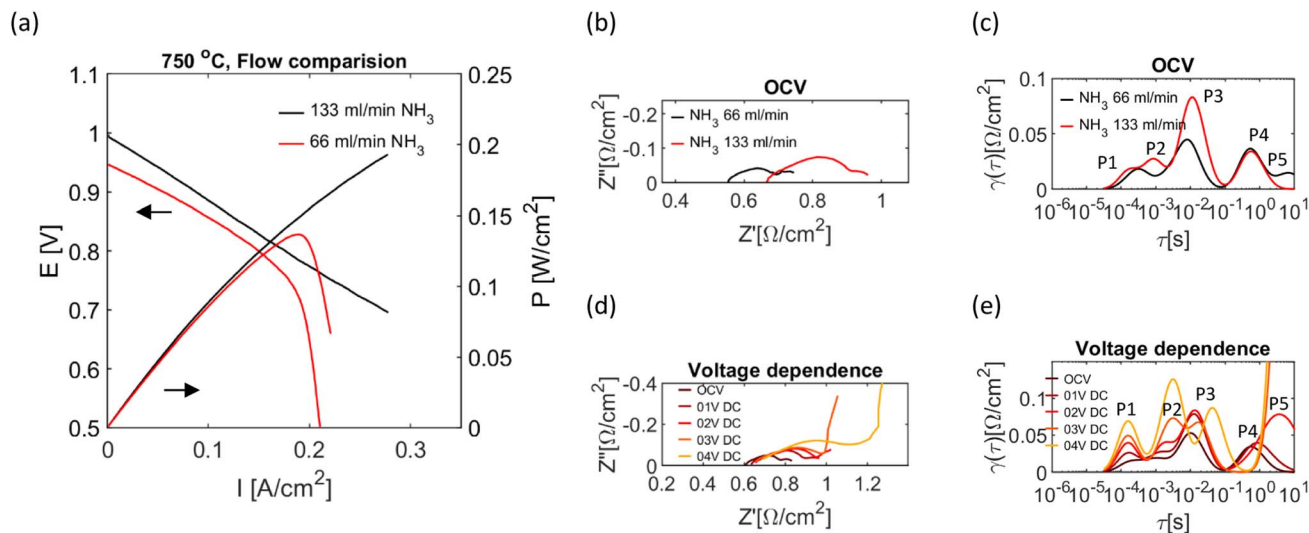 (a)
750 °C, Flow comparision
1.1
1
0.9
0.8
0.7
0.6
0.5
E [V]
133 ml/min NH3
66 ml/min NH3
0.25
0.2
0.15
0.1
0.05
0
P [W/cm2]
0
0.1
0.2
0.3
I [A/cm2]
(b)
OCV
-0.2
-0.1
0
Z"[Ω/cm2]
NH3 66 ml/min
NH3 133 ml/min
0.4
0.6
0.8
1
Z'[Ω/cm2]
(c)
OCV
0.1
0.05
0
γ(τ)[Ω/cm2]
NH3 66 ml/min
NH3 133 ml/min
P1
P2
P3
P4
P5
10-6 10-5 10-4 10-3 10-2 10-1 100 101
τ[s]
(d)
Voltage dependence
-0.4
-0.2
0
Z"[Ω/cm2]
OCV
01V DC
02V DC
03V DC
04V DC
0.2
0.4
0.6
0.8
1
1.2
Z'[Ω/cm2]
(e)
Voltage dependence
0.1
0.05
0
γ(τ)[Ω/cm2]
OCV
01V DC
02V DC
03V DC
04V DC
P1
P2
P3
P4
P5
10-6 10-5 10-4 10-3 10-2 10-1 100 101
τ[s]